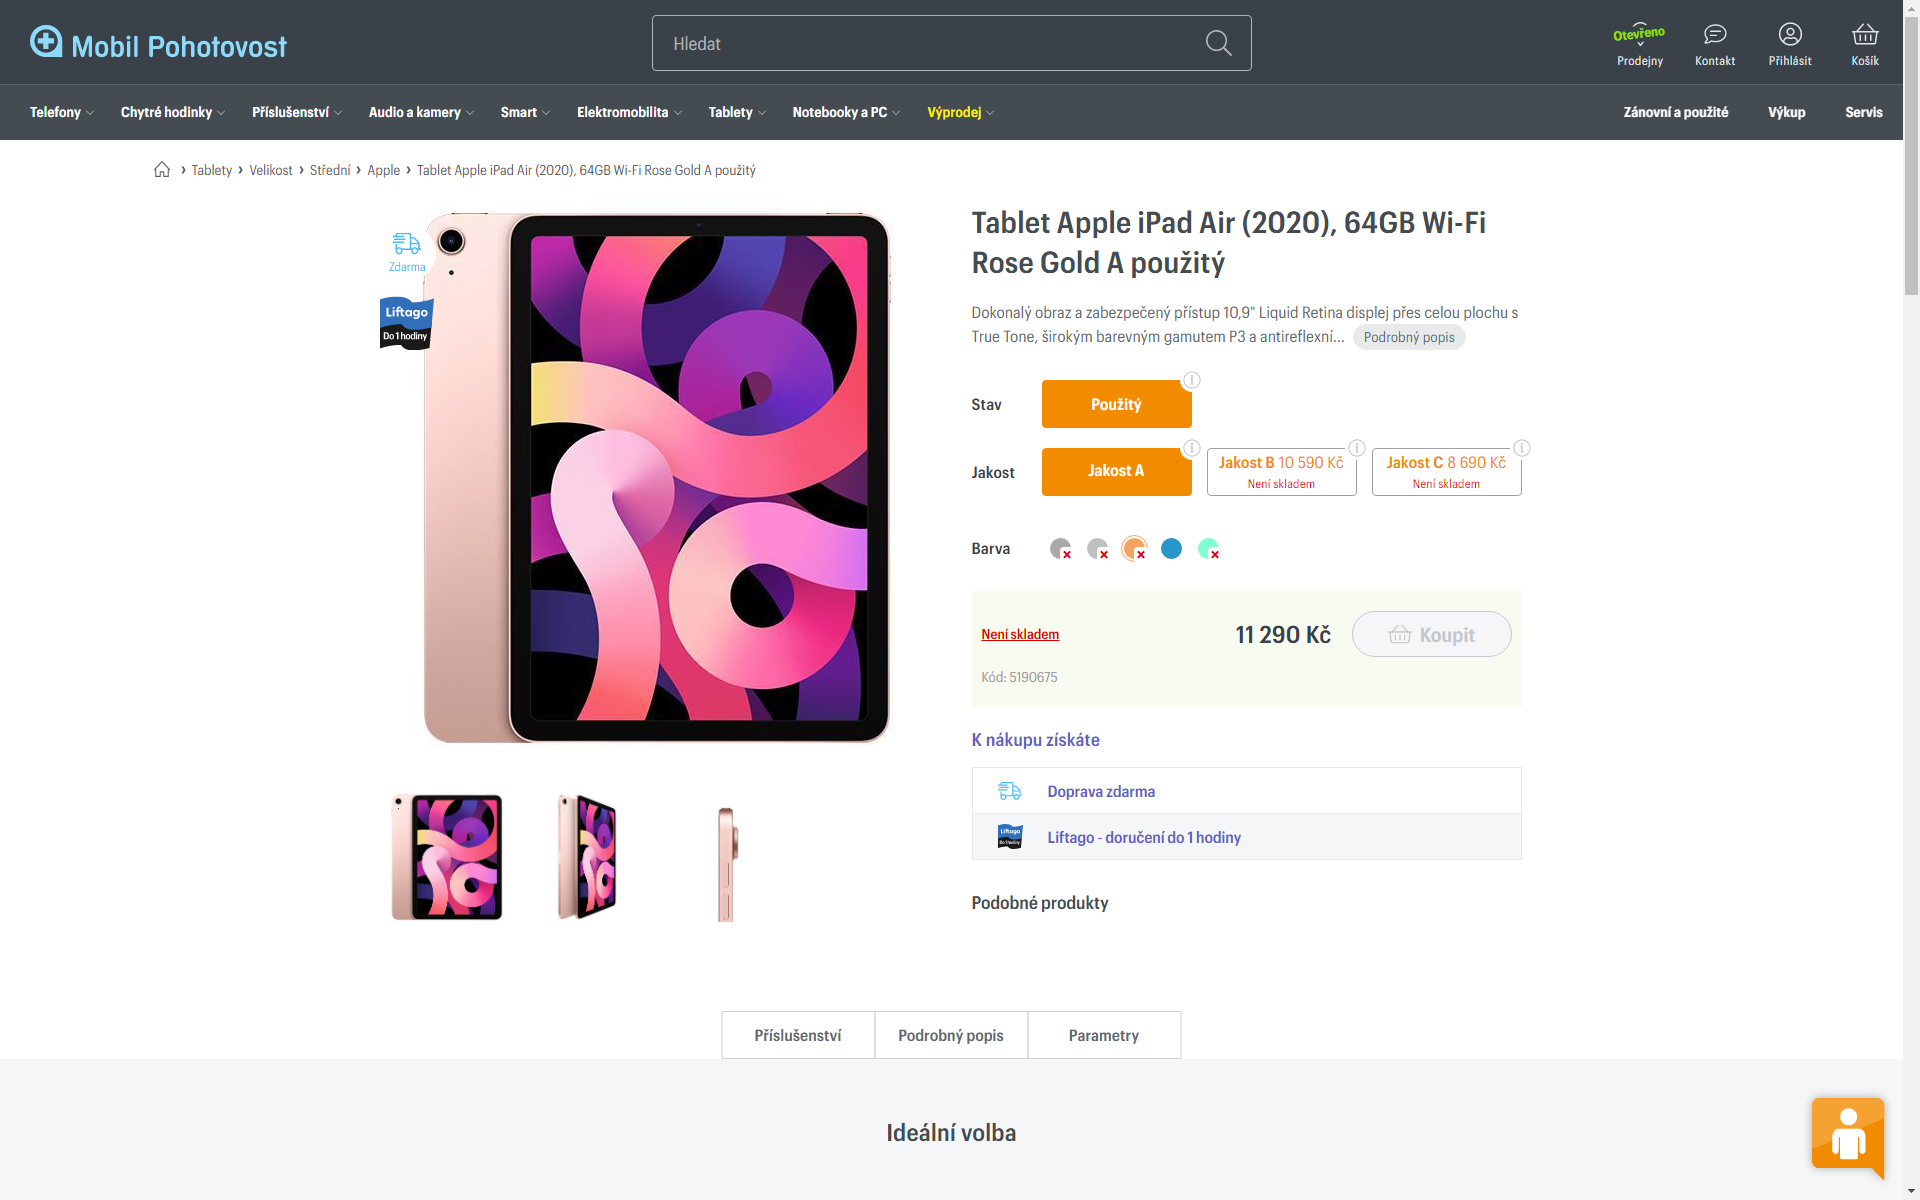 Mobil Pohotovost
Hledat
Otevřeno
Prodejny
Kontakt
Přihlásit
Košík
Telefony
Chytré hodinky
Příslušenství
Audio a kamery
Smart
Elektromobilita
Tablety
Notebooky a PC
Výprodej
Zánovní a použité
Výkup
Servis
Tablety
Velikost
Střední
Apple
Tablet Apple iPad Air (2020), 64GB Wi-Fi Rose Gold A použitý
Zdarma
Liftago
Do 1 hodiny
Tablet Apple iPad Air (2020), 64GB Wi-Fi
Rose Gold A použitý
Dokonalý obraz a zabezpečený přístup 10,9" Liquid Retina displej přes celou plochu s
True Tone, širokým barevným gamutem P3 a antireflexní...
Podrobný popis
Stav
Použitý
Jakost
Jakost A
Jakost B 10 590 Kč
Není skladem
Jakost C 8 690 Kč
Není skladem
Barva
Není skladem
11 290 Kč
Koupit
Kód: 5190675
K nákupu získáte
Doprava zdarma
Liftago
Do 1 hodiny
Liftago - doručení do 1 hodiny
Podobné produkty
Příslušenství
Podrobný popis
Parametry
Ideální volba